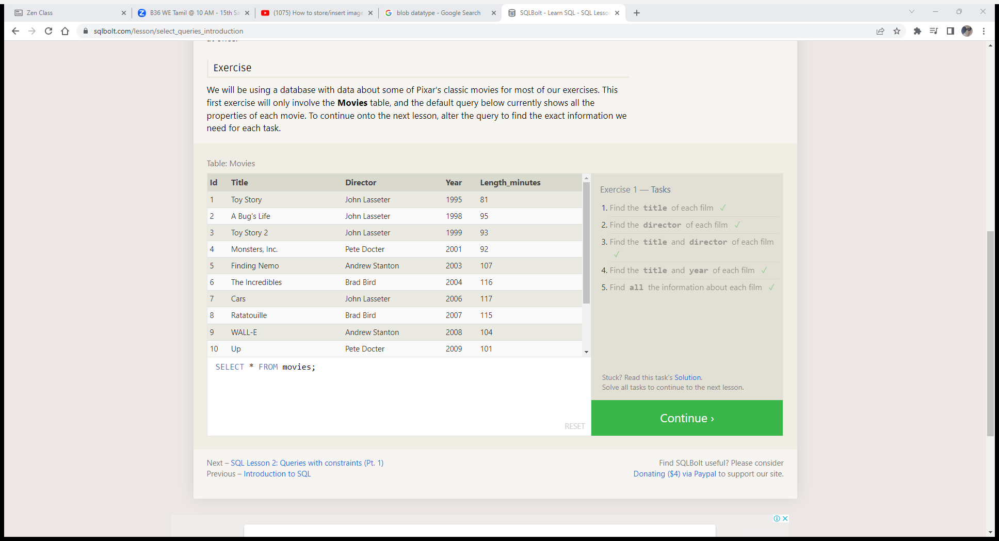 Zen Class
B36 WE Tamil @ 10 AM - 15th Sa
(1075) How to store/insert image
blob datatype - Google Search
SQLBolt - Learn SQL - SQL Lesso
sqlbolt.com/lesson/select_queries_introduction
Exercise
We will be using a database with data about some of Pixar's classic movies for most of our exercises. This
first exercise will only involve the Movies table, and the default query below currently shows all the
properties of each movie. To continue onto the next lesson, alter the query to find the exact information we
need for each task.
Table: Movies
Id Title Director Year Length_minutes
1 Toy Story John Lasseter 1995 81
2 A Bug's Life John Lasseter 1998 95
3 Toy Story 2 John Lasseter 1999 93
4 Monsters, Inc. Pete Docter 2001 92
5 Finding Nemo Andrew Stanton 2003 107
6 The Incredibles Brad Bird 2004 116
7 Cars John Lasseter 2006 117
8 Ratatouille Brad Bird 2007 115
9 WALL-E Andrew Stanton 2008 104
10 Up Pete Docter 2009 101
SELECT * FROM movies;
RESET
Exercise 1 — Tasks
1. Find the title of each film ✓
2. Find the director of each film ✓
3. Find the title and director of each film
✓
4. Find the title and year of each film ✓
5. Find all the information about each film ✓
Stuck? Read this task's Solution.
Solve all tasks to continue to the next lesson.
Continue ›
Next – SQL Lesson 2: Queries with constraints (Pt. 1)
Previous – Introduction to SQL
Find SQLBolt useful? Please consider
Donating ($4) via Paypal to support our site.